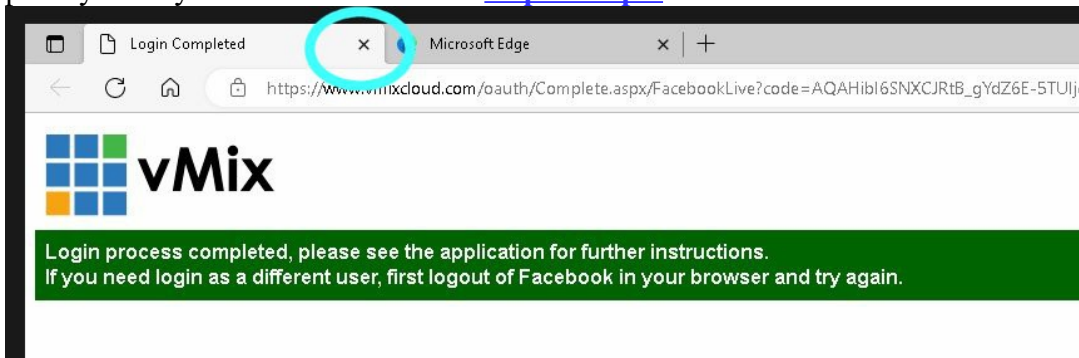 Login Completed
Microsoft Edge
https://www.vmixcloud.com/oauth/Complete.aspx/FacebookLive?code=AQAHibI6SNXCJRtB_gYdZ6E-5TUIj
vMix
Login process completed, please see the application for further instructions.
If you need login as a different user, first logout of Facebook in your browser and try again.